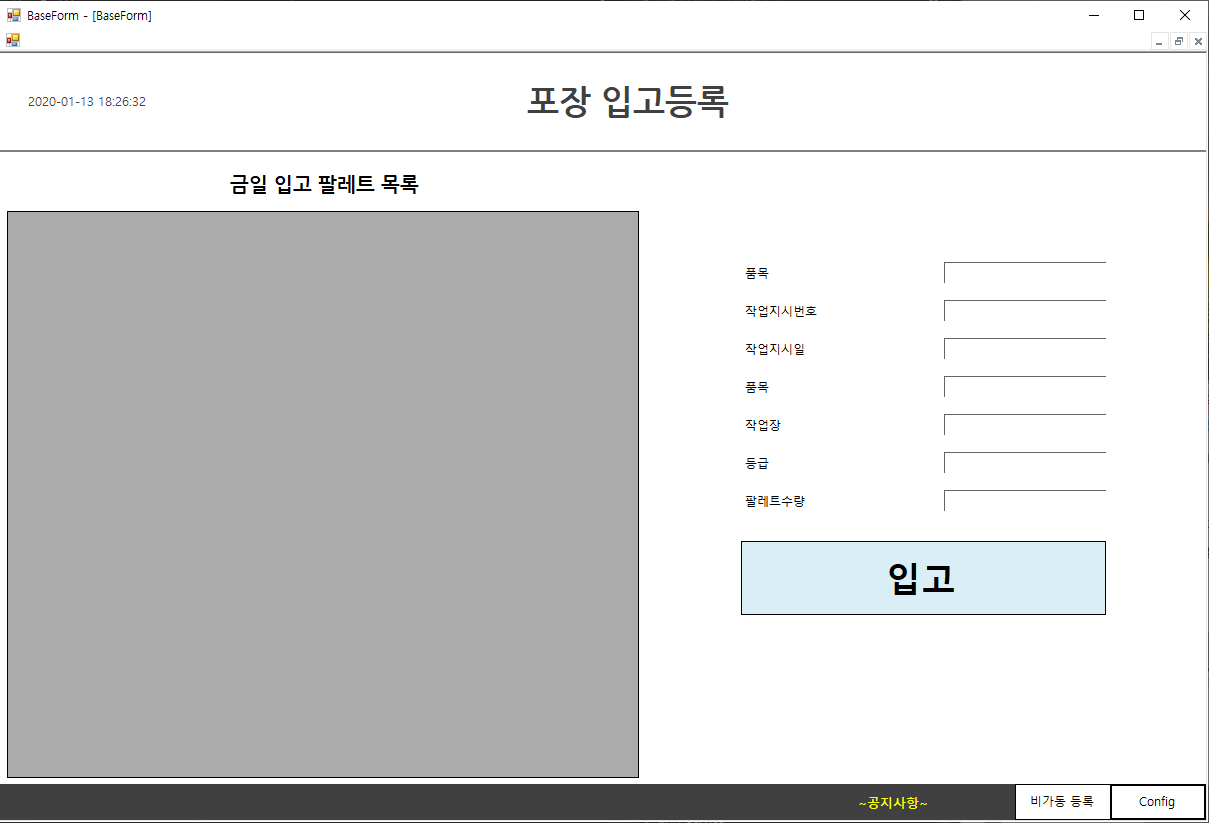 BaseForm - [BaseForm]
2020-01-13 18:26:32
포장 입고등록
금일 입고 팔레트 목록
품목
작업지시번호
작업지시일
품목
작업장
등급
팔레트수량
입고
~공지사항~
비가동 등록
Config